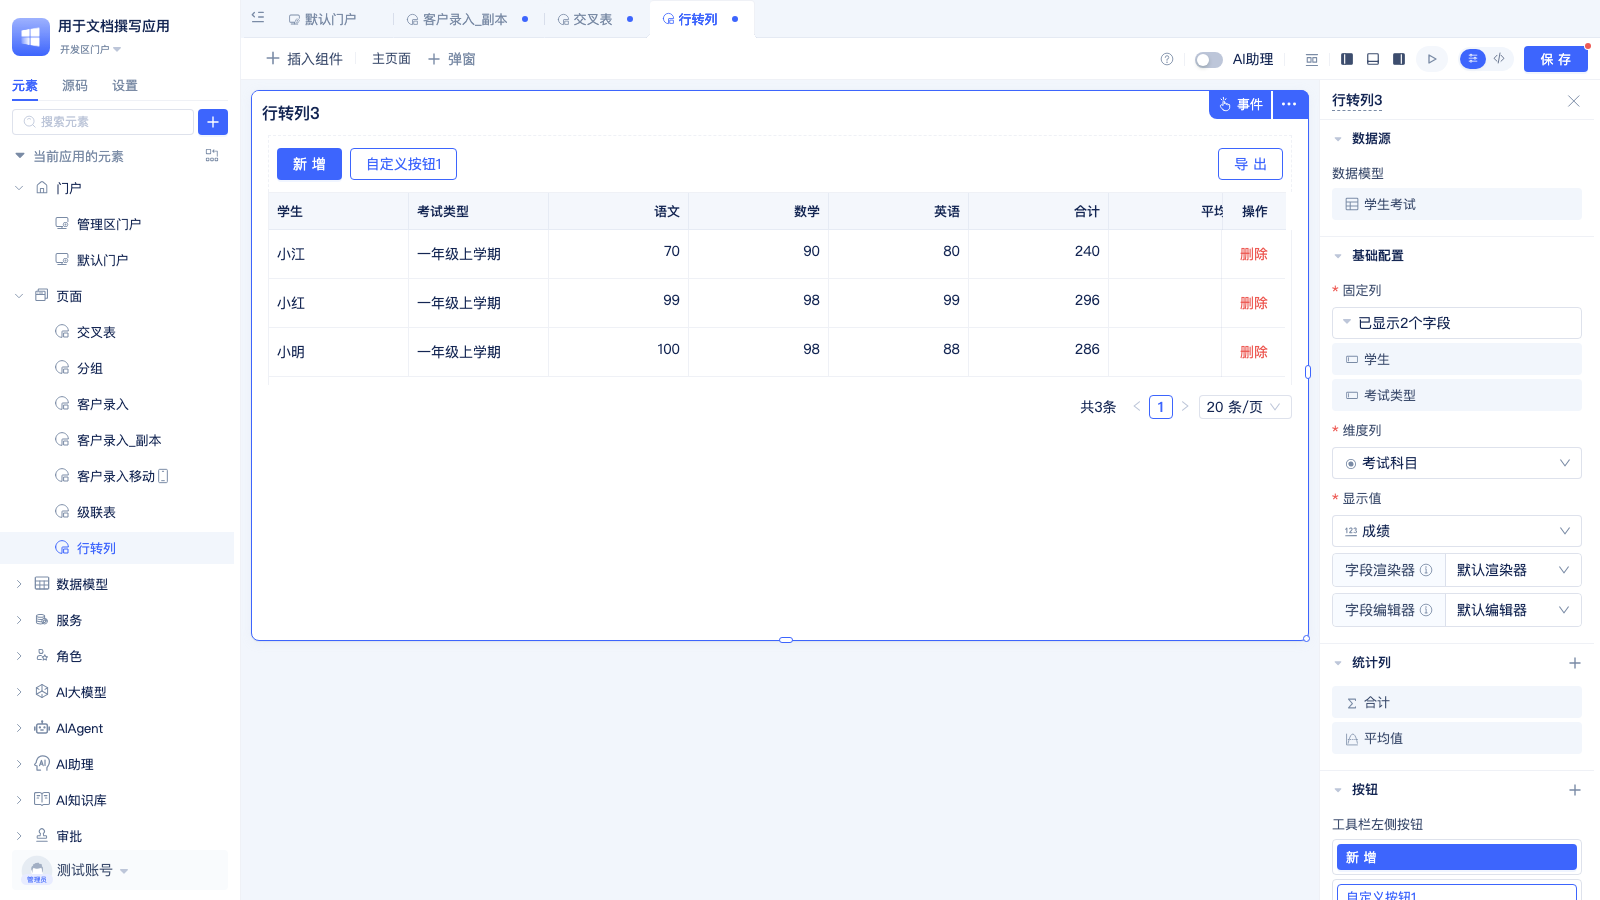 用于文档撰写应用
开发区门户
元素 源码 设置
搜索元素
当前应用的元素
门户
管理区门户
默认门户
页面
交叉表
分组
客户录入
客户录入_副本
客户录入移动
级联表
行转列
数据模型
服务
角色
AI大模型
AIAgent
AI助理
AI知识库
审批
测试账号
管理员
默认门户 客户录入_副本 交叉表 行转列
插入组件 主页面 弹窗 AI助理 保 存
行转列3 事件
新 增 自定义按钮1 导 出
学生 考试类型 语文 数学 英语 合计 平均 操作
小江 一年级上学期 70 90 80 240 删除
小红 一年级上学期 99 98 99 296 删除
小明 一年级上学期 100 98 88 286 删除
共3条 1 20 条/页
行转列3
数据源
数据模型
学生考试
基础配置
* 固定列
已显示2个字段
学生
考试类型
* 维度列
考试科目
* 显示值
123 成绩
字段渲染器 默认渲染器
字段编辑器 默认编辑器
统计列
合计
平均值
按钮
工具栏左侧按钮
新 增
自定义按钮1